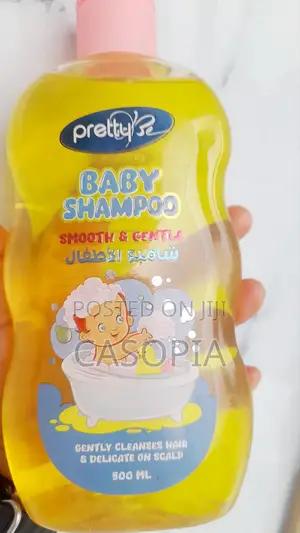 pretty Be
BABY
SHAMPOO
SMOOTH & GENTLE
شامبو الأطفال
POSTED ON JIJI
CASOPIA
GENTLY CLEANSES HAIR
& DELICATE ON SCALP
500 ML